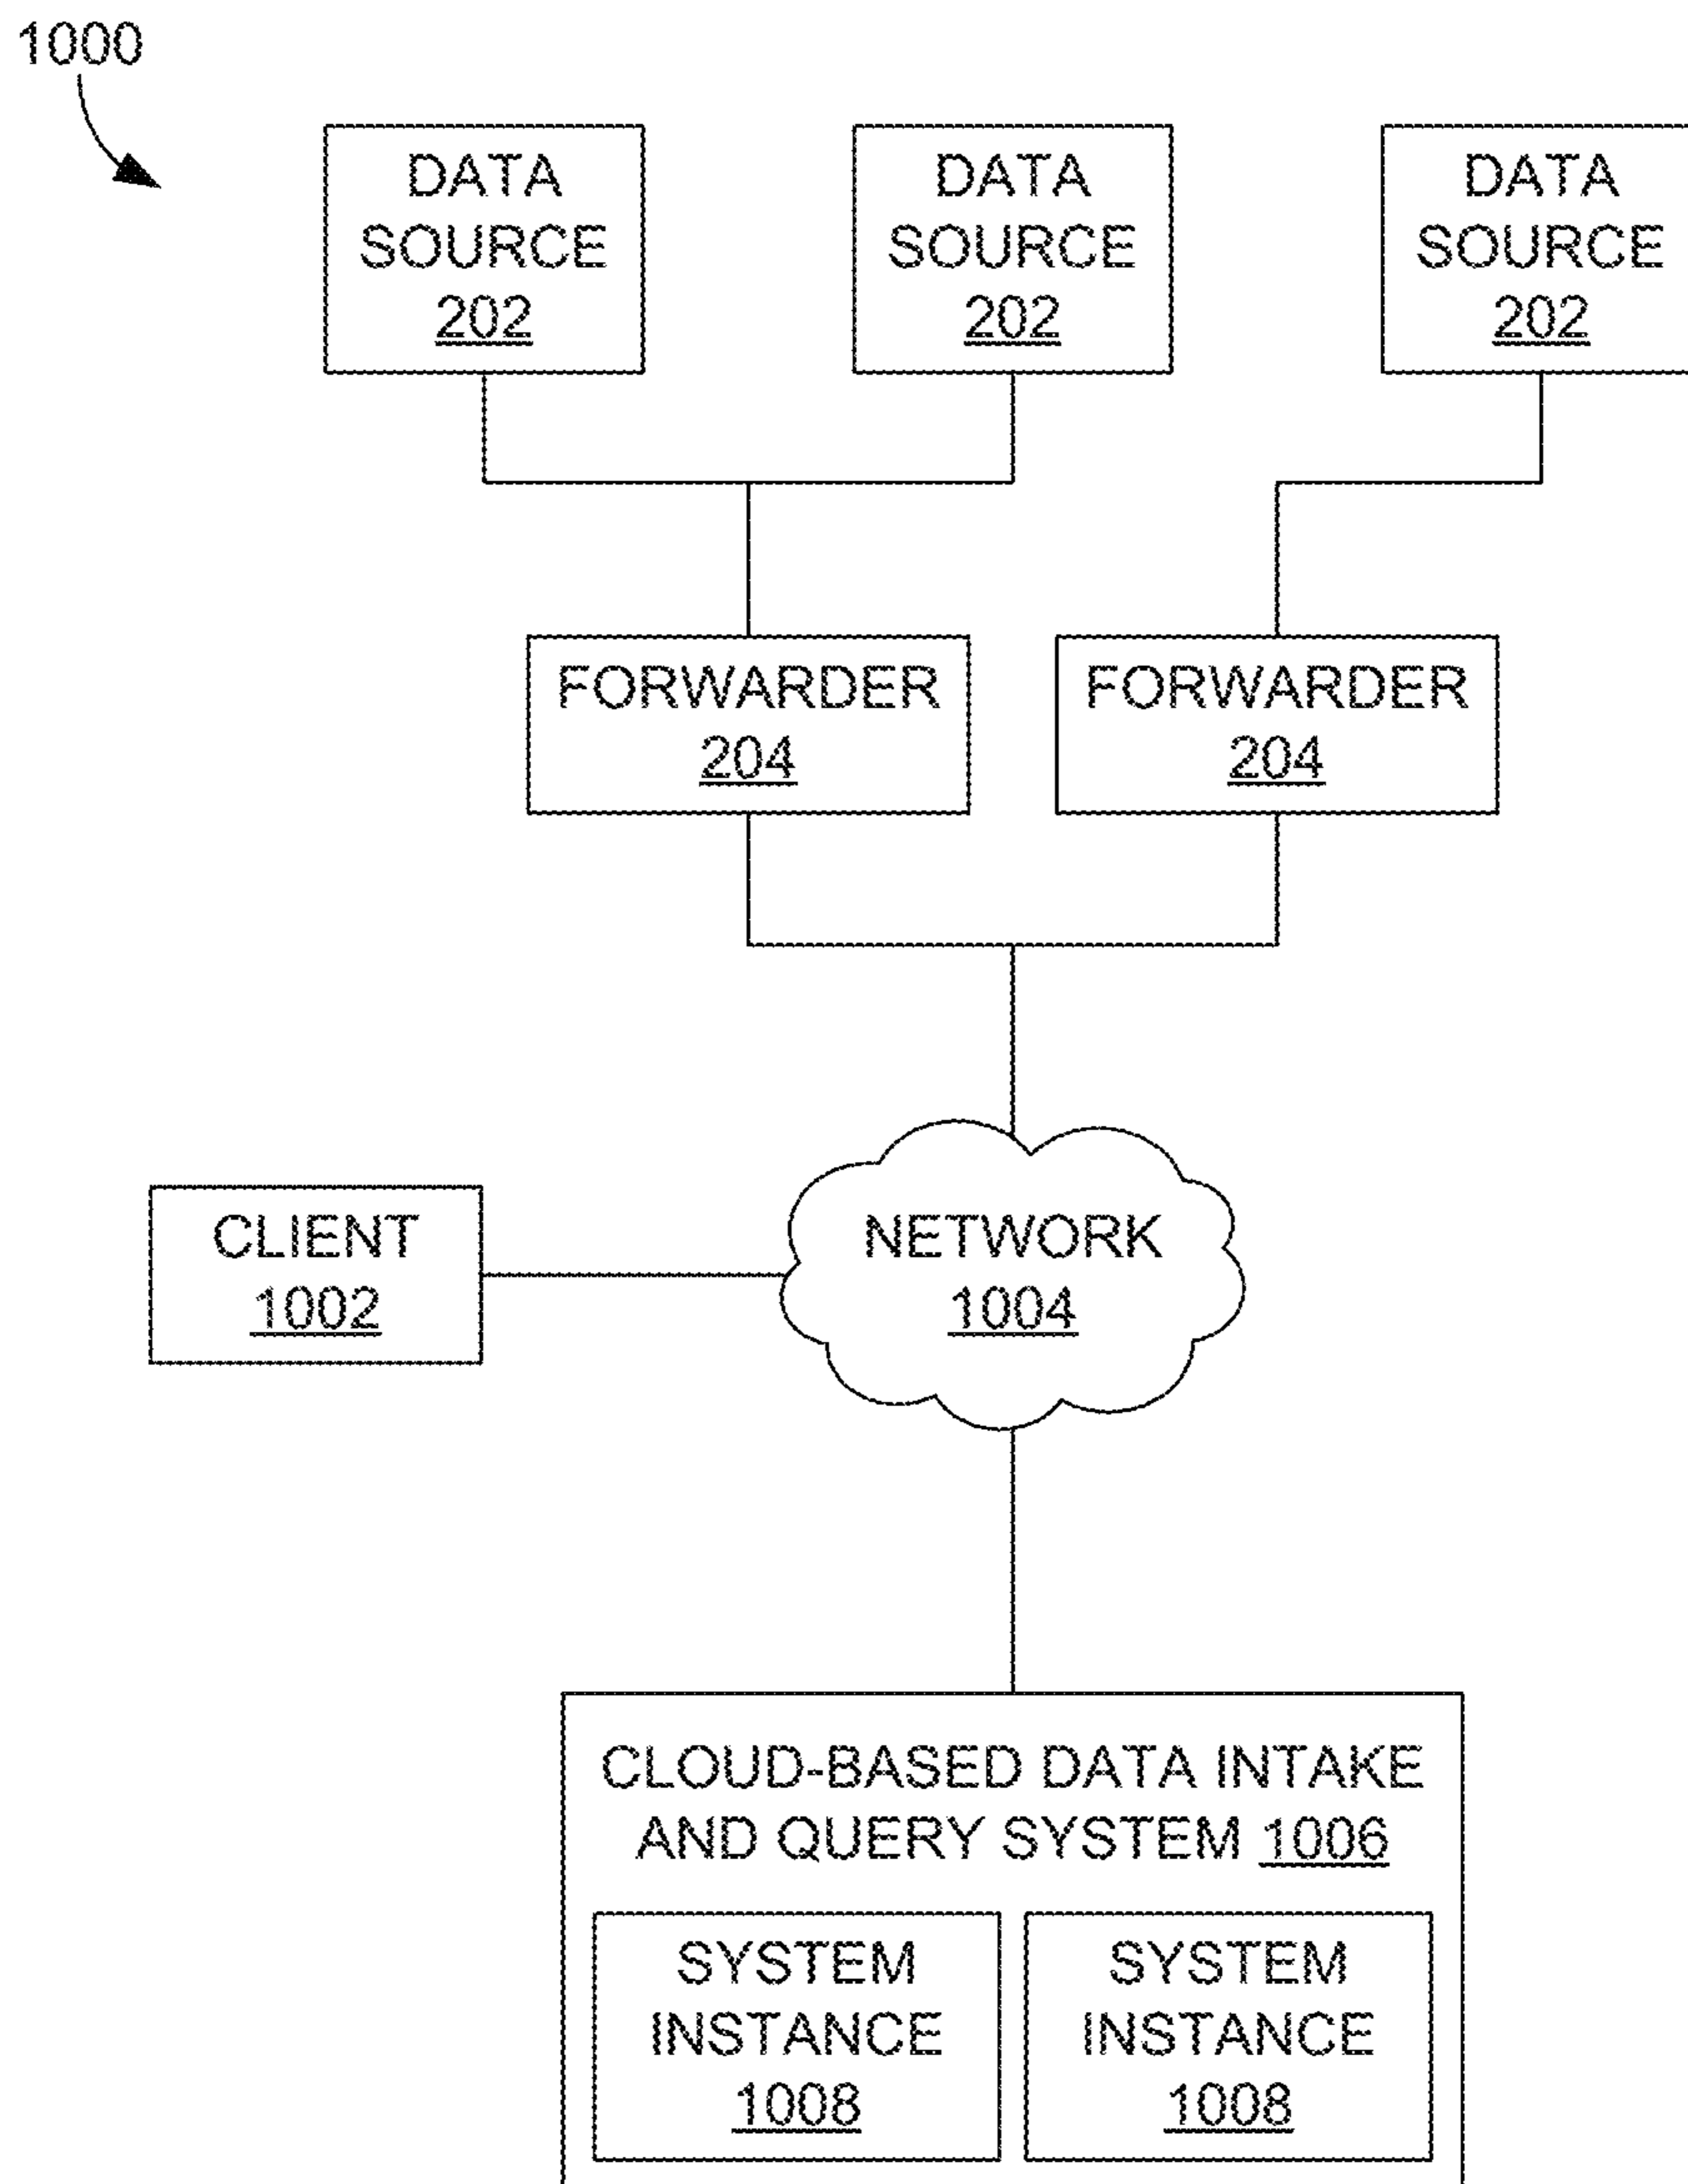 1000
DATA
SOURCE
202
DATA
SOURCE
202
DATA
SOURCE
202
FORWARDER
204
FORWARDER
204
CLIENT
1002
NETWORK
1004
CLOUD-BASED DATA INTAKE
AND QUERY SYSTEM 1006
SYSTEM
INSTANCE
1008
SYSTEM
INSTANCE
1008